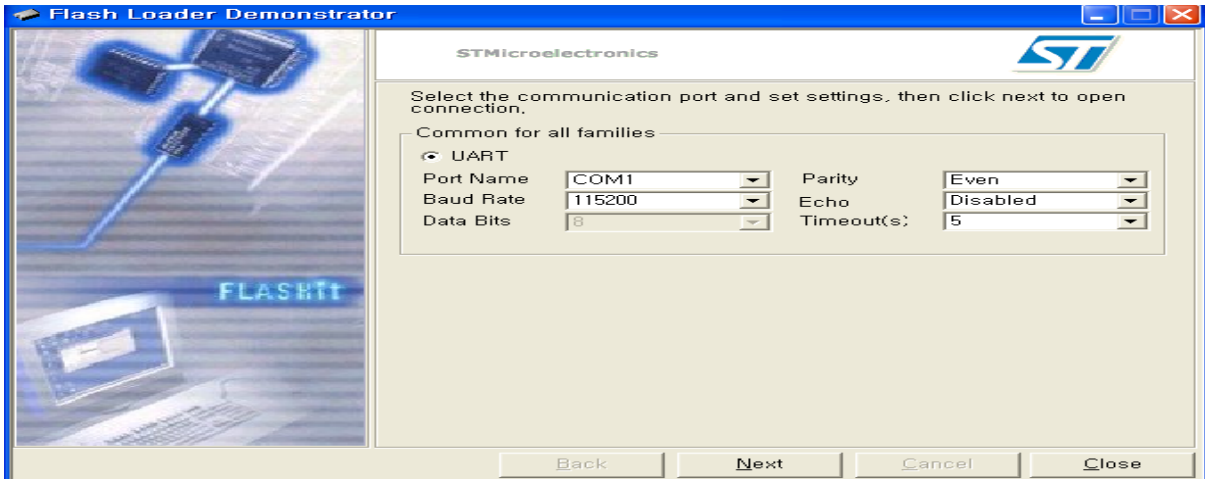 Flash Loader Demonstrator
STMicroelectronics
ST
Select the communication port and set settings, then click next to open
connection,
Common for all families
UART
Port Name COM1 Parity Even
Baud Rate 115200 Echo Disabled
Data Bits 8 Timeout(s) 5
FLASH
Back Next Cancel Close